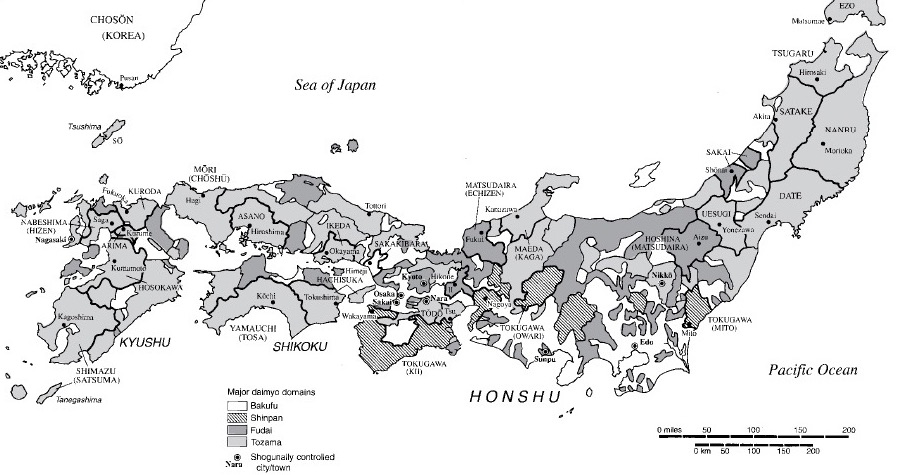 EZO
Matsumae
CHOSŎN
(KOREA)
TSUGARU
Hirosaki
Sea of Japan
Pusan
Akita
SATAKE
NANBU
Morioka
Tsushima
SŌ
SAKAI
Shōnai
MŌRI
(CHŌSHŪ)
Hagi
MATSUDAIRA
(ECHIZEN)
Kanazawa
DATE
Fukuoka
KURODA
Tottori
UESUGI
Sendai
NABESHIMA
(HIZEN)
Saga
Kurume
ASANO
Hiroshima
IKEDA
Okayama
SAKAKIBARA
Fukui
MAEDA
(KAGA)
HOSHINA
(MATSUDAIRA)
Aizu
Yonezawa
Nagasaki
ARIMA
Himeji
Kyoto
Hikone
II
Nikkō
Kumamoto
HOSOKAWA
HACHISUKA
Tokushima
Osaka
Sakai
Nara
Kōchi
Wakayama
TŌDŌ
Tsu
Nagoya
TOKUGAWA
(OWARI)
TOKUGAWA
(MITO)
Mito
Kagoshima
KYUSHU
YAMAUCHI
(TOSA)
SHIKOKU
Sunpu
Edo
TOKUGAWA
(KII)
Pacific Ocean
SHIMAZU
(SATSUMA)
Tanegashima
HONSHU
Major daimyo domains
Bakufu
Shinpan
Fudai
Tozama
Nara
Shogunally controlled
city/town
0 miles 50 100 150 200
0 km 50 100 150 200